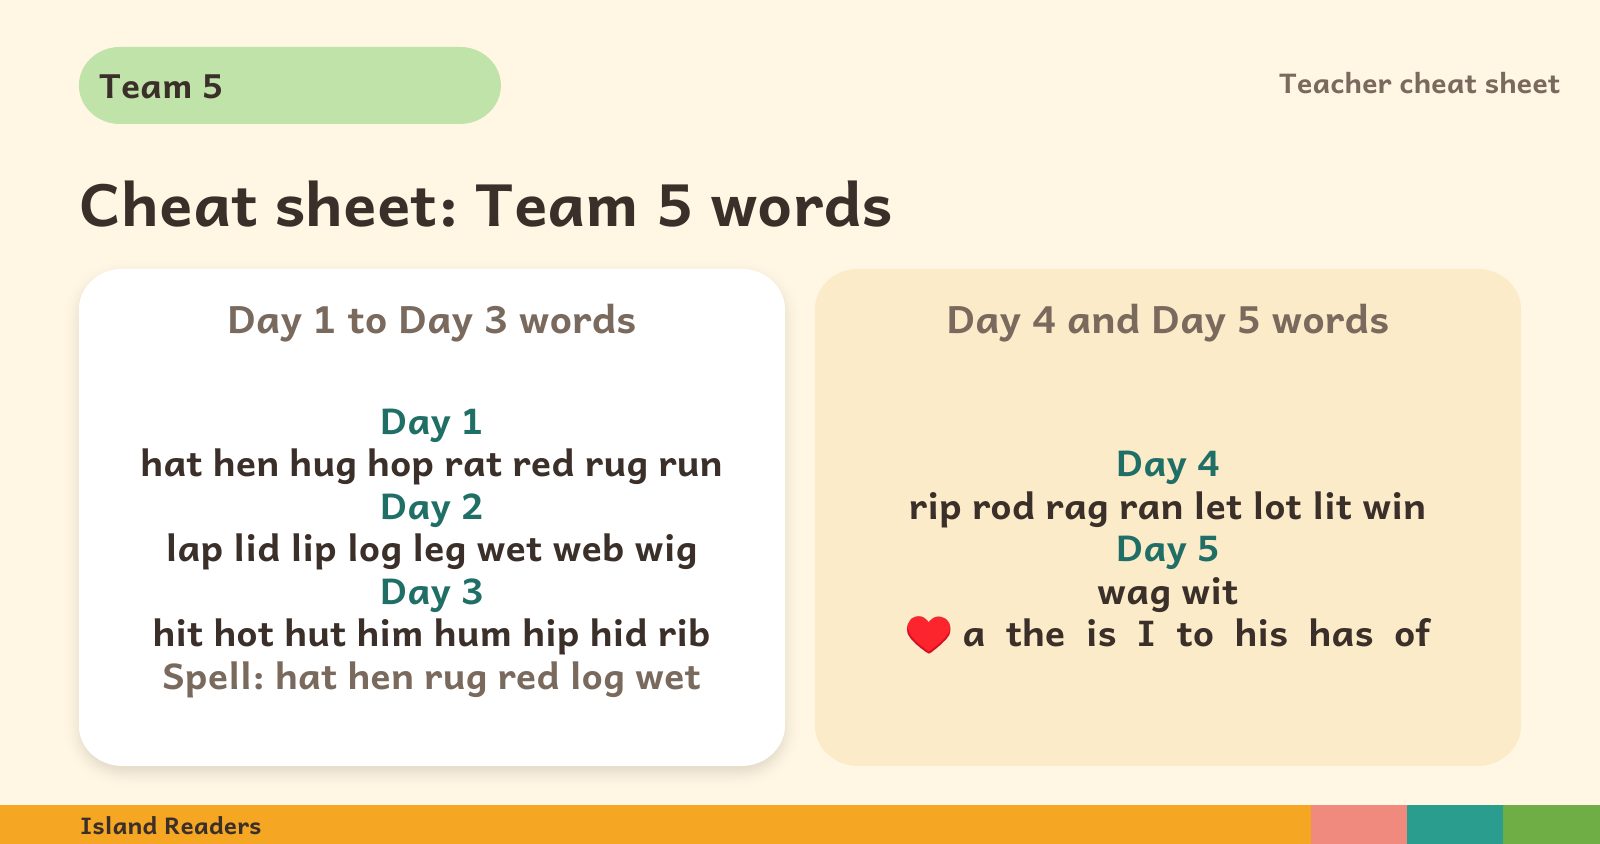 Team 5
Teacher cheat sheet
Cheat sheet: Team 5 words
Day 1 to Day 3 words
Day 1
hat hen hug hop rat red rug run
Day 2
lap lid lip log leg wet web wig
Day 3
hit hot hut him hum hip hid rib
Spell: hat hen rug red log wet
Day 4 and Day 5 words
Day 4
rip rod rag ran let lot lit win
Day 5
wag wit
❤️ a the is I to his has of
Island Readers